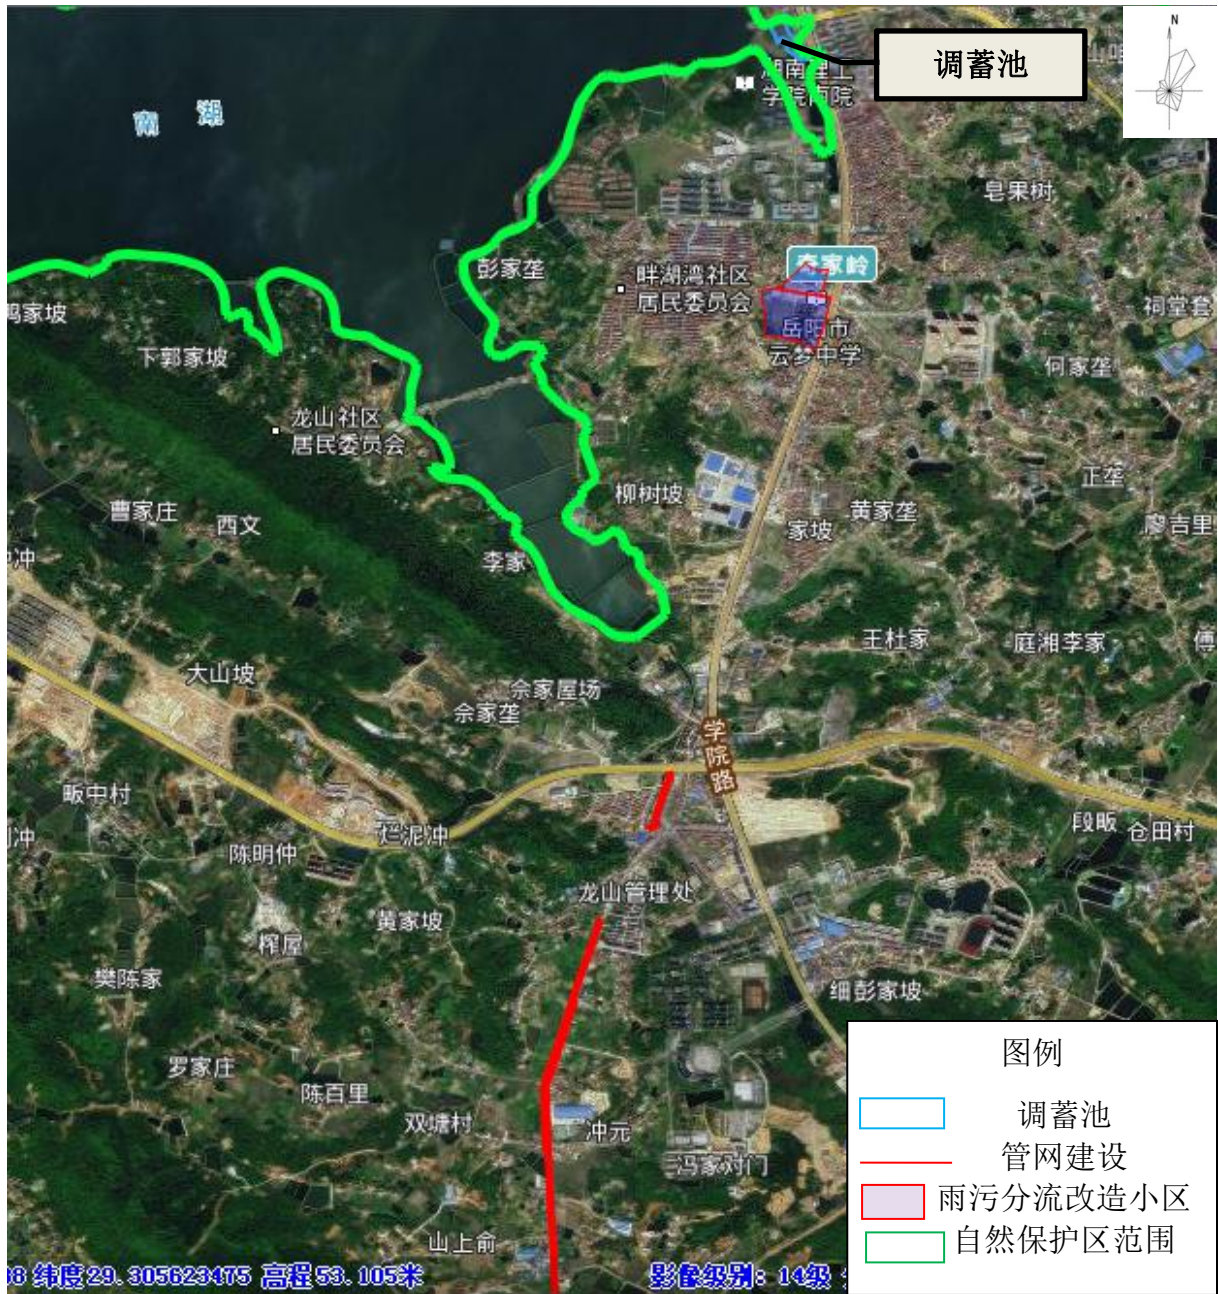 调蓄池
N
湖南理工
学院南院
南 湖
皂果树
彭家垄
畔湖湾社区
居民委员会
李家岭
祠堂套
岳阳市
云梦中学
下郭家坡
何家垄
龙山社区
居民委员会
柳树坡
正垄
曹家庄
西文
黄家垄
家坡
廖吉里
李家
王杜家
庭湘李家
傅
大山坡
佘家屋场
佘家垄
学院路
畈中村
烂泥冲
段畈
仓田村
陈明仲
龙山管理处
黄家坡
榨屋
樊陈家
细彭家坡
罗家庄
陈百里
双塘村
冲元
冯家对门
山上俞
图例
调蓄池
管网建设
雨污分流改造小区
自然保护区范围
38 纬度29.305623475 高程53.105米
影像级别：14级